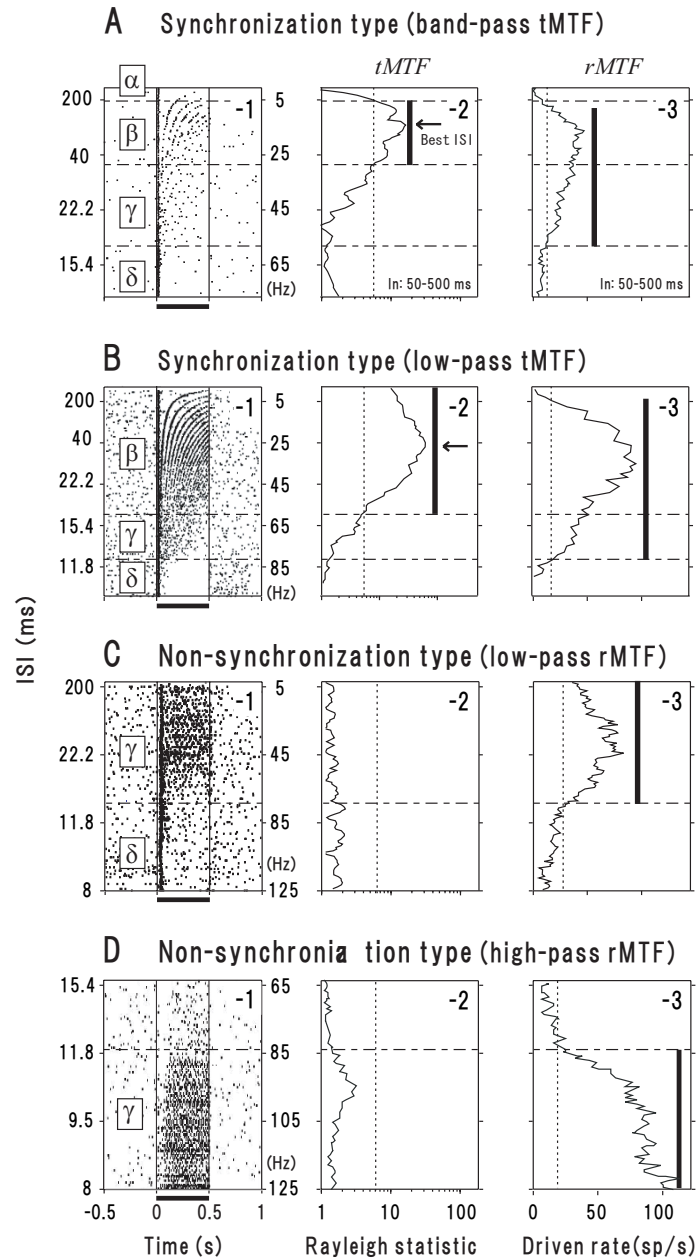 A Synchronization type (band-pass tMTF)
tMTF rMTF
α
β
γ
δ
200
40
22.2
15.4
-1
5
25
45
65
(Hz)
-2
Best ISI
In: 50-500 ms
-3
In: 50-500 ms
B Synchronization type (low-pass tMTF)
β
γ
δ
200
40
22.2
15.4
11.8
-1
5
25
45
65
85
(Hz)
-2
-3
ISI (ms)
C Non-synchronization type (low-pass rMTF)
γ
δ
200
22.2
11.8
8
-1
5
45
85
(Hz)
125
-2
-3
D Non-synchroniza tion type (high-pass rMTF)
γ
15.4
11.8
9.5
8
-1
65
85
105
(Hz)
125
-2
-3
-0.5 0 0.5 1
1 10 100
0 50 100
Time (s) Rayleigh statistic Driven rate(sp/s)